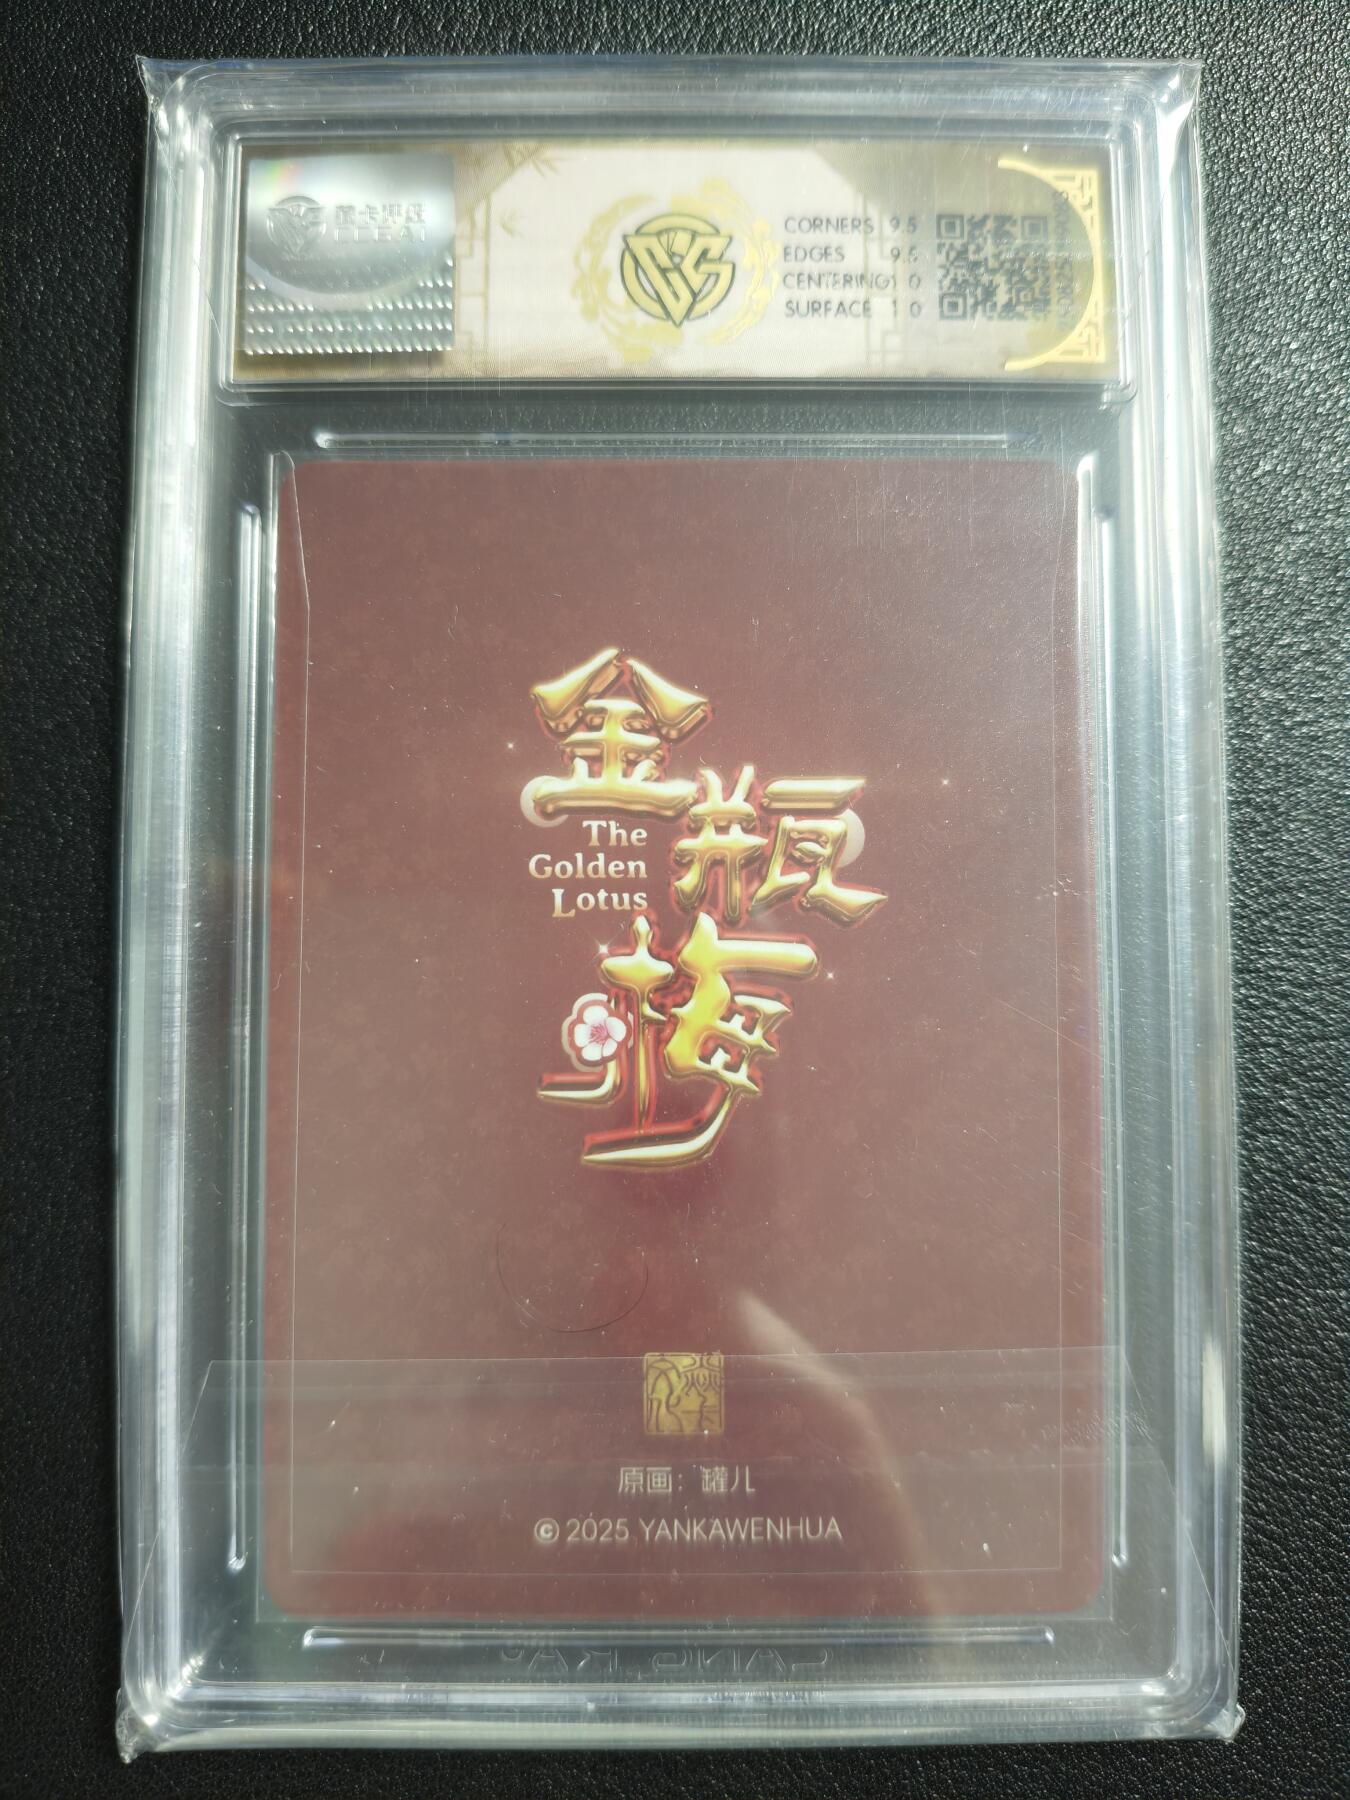 CORNERS 9.5
EDGES 9.5
CENTERING 10
SURFACE 10
金瓶梅
The
Golden
Lotus
原画：罐儿
© 2025 YANKAWENHUA